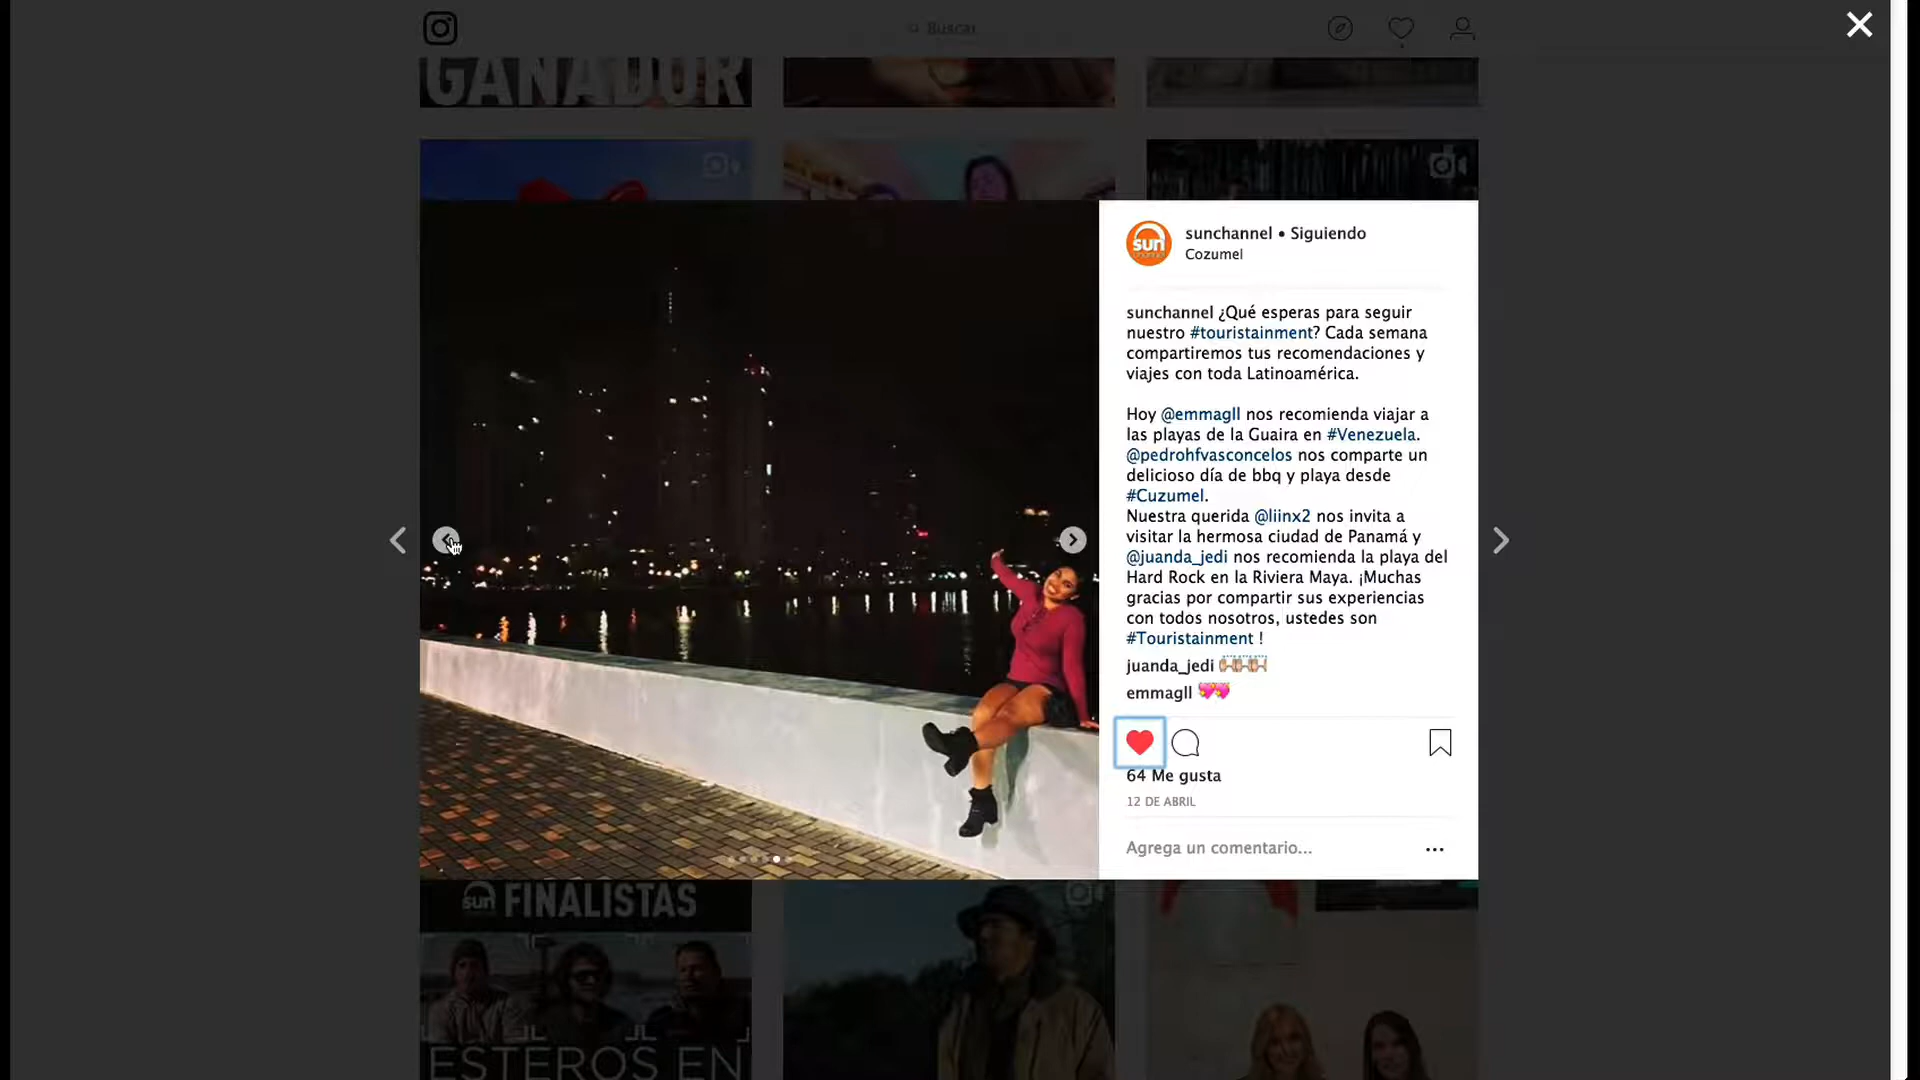 Buscar
GANADOR
sun
CHANNEL
sunchannel • Siguiendo
Cozumel
sunchannel ¿Qué esperas para seguir
nuestro #touristainment? Cada semana
compartiremos tus recomendaciones y
viajes con toda Latinoamérica.
Hoy @emmagll nos recomienda viajar a
las playas de la Guaira en #Venezuela.
@pedrohfvasconcelos nos comparte un
delicioso día de bbq y playa desde
#Cuzumel.
Nuestra querida @liinx2 nos invita a
visitar la hermosa ciudad de Panamá y
@juanda_jedi nos recomienda la playa del
Hard Rock en la Riviera Maya. ¡Muchas
gracias por compartir sus experiencias
con todos nosotros, ustedes son
#Touristainment !
juanda_jedi
emmagll
64 Me gusta
12 DE ABRIL
Agrega un comentario...
sun FINALISTAS
ESTEROS EN